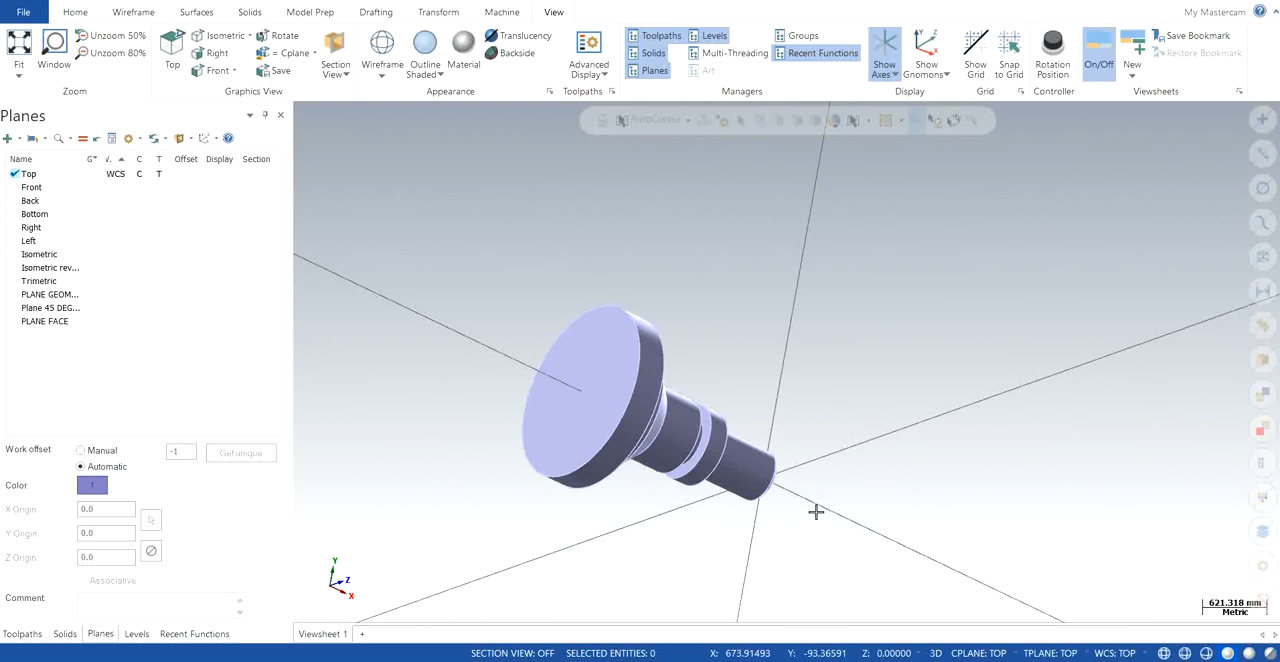 File Home Wireframe Surfaces Solids Model Prep Drafting Transform Machine View My Mastercam
Fit
Window
Unzoom 50%
Unzoom 80%
Zoom
Top
Isometric
Right
Front
Rotate
= Cplane
Save
Graphics View
Section View
Wireframe
Outline Shaded
Material
Translucency
Backside
Appearance
Advanced Display
Toolpaths
Toolpaths
Solids
Planes
Levels
Multi-Threading
Art
Groups
Recent Functions
Managers
Show Axes
Show Gnomons
Display
Show Grid
Snap to Grid
Grid
Rotation Position
Controller
On/Off
New
Save Bookmark
Restore Bookmark
Viewsheets
Planes
Name G* V. C T Offset Display Section
Top WCS C T
Front
Back
Bottom
Right
Left
Isometric
Isometric rev...
Trimetric
PLANE GEOM...
Plane 45 DEG...
PLANE FACE
Work offset Manual -1 Get unique
Automatic
Color 1
X Origin 0.0
Y Origin 0.0
Z Origin 0.0
Associative
Comment
Toolpaths Solids Planes Levels Recent Functions
AutoCursor
Y
Z
X
621.318 mm
Metric
Viewsheet 1 +
SECTION VIEW: OFF SELECTED ENTITIES: 0 X: 673.91493 Y: -93.36591 Z: 0.00000 3D CPLANE: TOP TPLANE: TOP WCS: TOP